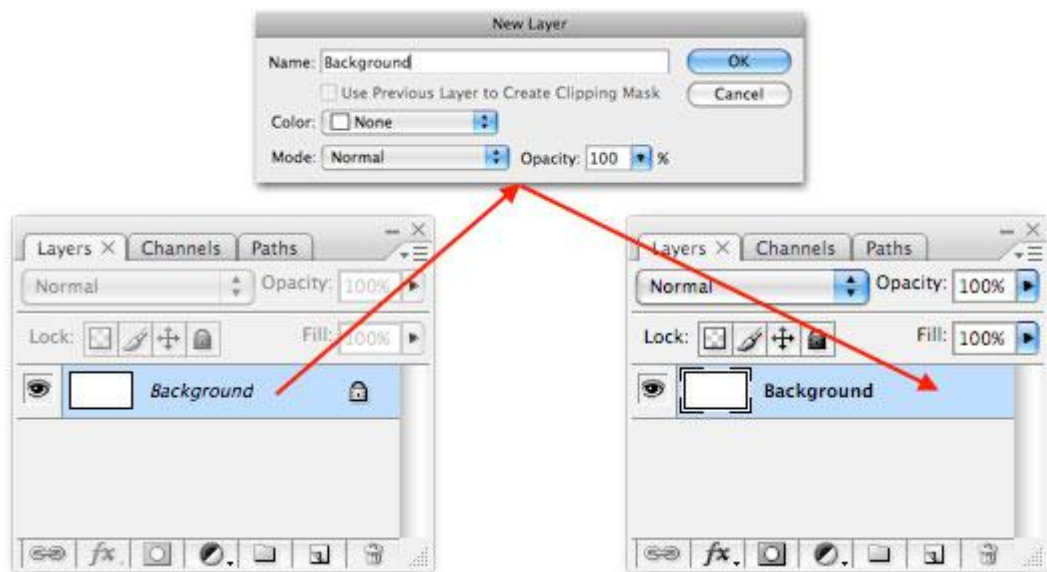 New Layer
Name: Background
OK
Use Previous Layer to Create Clipping Mask
Cancel
Color: None
Mode: Normal Opacity: 100 %
Layers Channels Paths
Normal Opacity: 100%
Lock: Fill: 100%
Background
fx
Layers Channels Paths
Normal Opacity: 100%
Lock: Fill: 100%
Background
fx